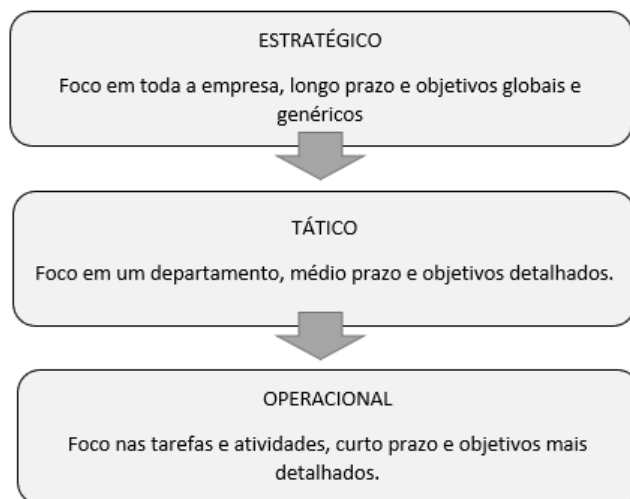 ESTRATÉGICO
Foco em toda a empresa, longo prazo e objetivos globais e
genéricos
TÁTICO
Foco em um departamento, médio prazo e objetivos detalhados.
OPERACIONAL
Foco nas tarefas e atividades, curto prazo e objetivos mais
detalhados.